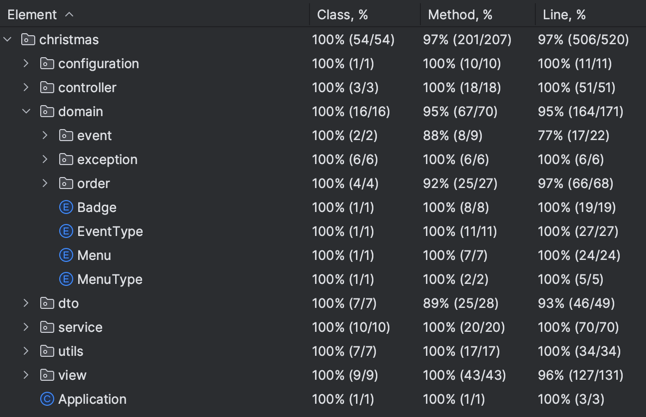 Element Class, % Method, % Line, %
christmas 100% (54/54) 97% (201/207) 97% (506/520)
configuration 100% (1/1) 100% (10/10) 100% (11/11)
controller 100% (3/3) 100% (18/18) 100% (51/51)
domain 100% (16/16) 95% (67/70) 95% (164/171)
event 100% (2/2) 88% (8/9) 77% (17/22)
exception 100% (6/6) 100% (6/6) 100% (6/6)
order 100% (4/4) 92% (25/27) 97% (66/68)
E Badge 100% (1/1) 100% (8/8) 100% (19/19)
E EventType 100% (1/1) 100% (11/11) 100% (27/27)
E Menu 100% (1/1) 100% (7/7) 100% (24/24)
E MenuType 100% (1/1) 100% (2/2) 100% (5/5)
dto 100% (7/7) 89% (25/28) 93% (46/49)
service 100% (10/10) 100% (20/20) 100% (70/70)
utils 100% (7/7) 100% (17/17) 100% (34/34)
view 100% (9/9) 100% (43/43) 96% (127/131)
C Application 100% (1/1) 100% (1/1) 100% (3/3)